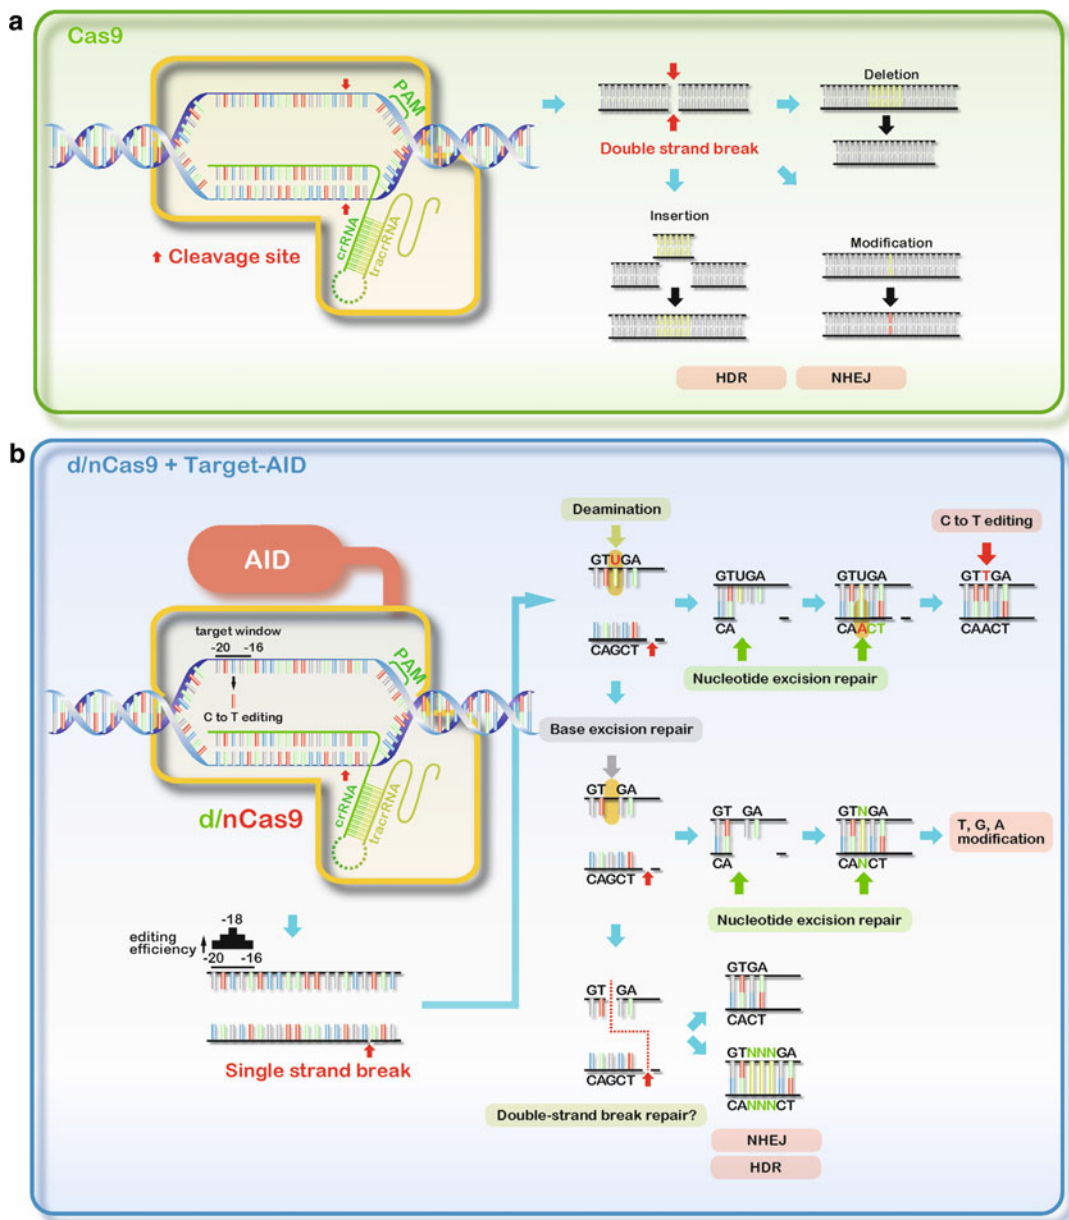 a
Cas9
PAM
crRNA
tracrRNA
Cleavage site
Double strand break
Deletion
Insertion
Modification
HDR
NHEJ
b
d/nCas9 + Target-AID
AID
target window
-20 -16
C to T editing
PAM
crRNA
tracrRNA
d/nCas9
-18
editing
efficiency
-20 -16
Single strand break
Deamination
GTUGA
CAGCT
GTUGA
CA
GTUGA
CAACT
Nucleotide excision repair
C to T editing
GTTGA
CAACT
Base excision repair
GT GA
CAGCT
GT GA
CA
GTNGA
CANCT
Nucleotide excision repair
T, G, A
modification
GT GA
CAGCT
Double-strand break repair?
GTGA
CACT
GTNNNGA
CANNNCT
NHEJ
HDR